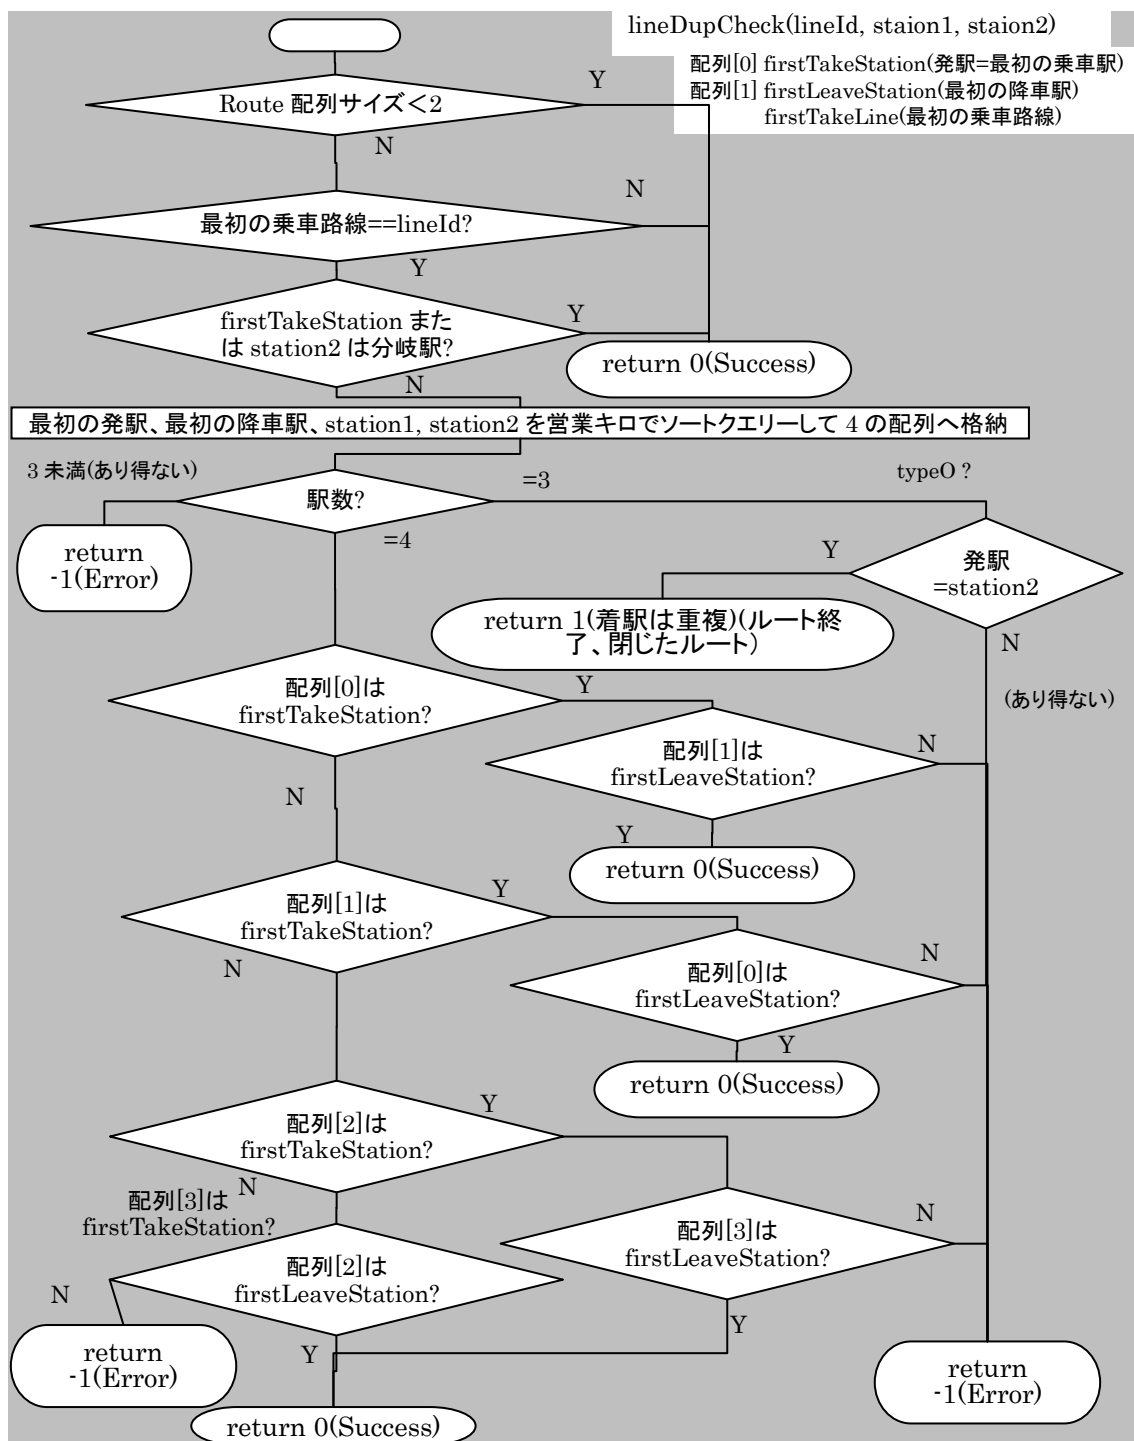 lineDupCheck(lineId, staion1, staion2)
配列[0] firstTakeStation(発駅=最初の乗車駅)
配列[1] firstLeaveStation(最初の降車駅)
firstTakeLine(最初の乗車路線)
Route 配列サイズ<2
Y
N
最初の乗車路線==lineId?
N
Y
firstTakeStation また
は station2 は分岐駅?
Y
N
return 0(Success)
最初の発駅、最初の降車駅、station1, station2 を営業キロでソートクエリーして 4 の配列へ格納
3 未満(あり得ない)
駅数?
=3
typeO ?
=4
return
-1(Error)
発駅
=station2
Y
N
return 1(着駅は重複)(ルート終
了、閉じたルート)
(あり得ない)
配列[0]は
firstTakeStation?
Y
N
配列[1]は
firstLeaveStation?
N
Y
return 0(Success)
配列[1]は
firstTakeStation?
Y
N
配列[0]は
firstLeaveStation?
N
Y
return 0(Success)
配列[2]は
firstTakeStation?
Y
N
配列[3]は
firstTakeStation?
配列[3]は
firstLeaveStation?
N
Y
配列[2]は
firstLeaveStation?
N
Y
return
-1(Error)
return
-1(Error)
return 0(Success)